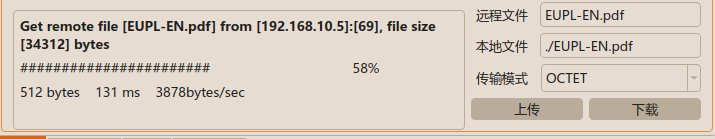 Get remote file [EUPL-EN.pdf] from [192.168.10.5]:[69], file size
[34312] bytes
####################### 58%
512 bytes 131 ms 3878bytes/sec
远程文件 EUPL-EN.pdf
本地文件 ./EUPL-EN.pdf
传输模式 OCTET
上传 下载